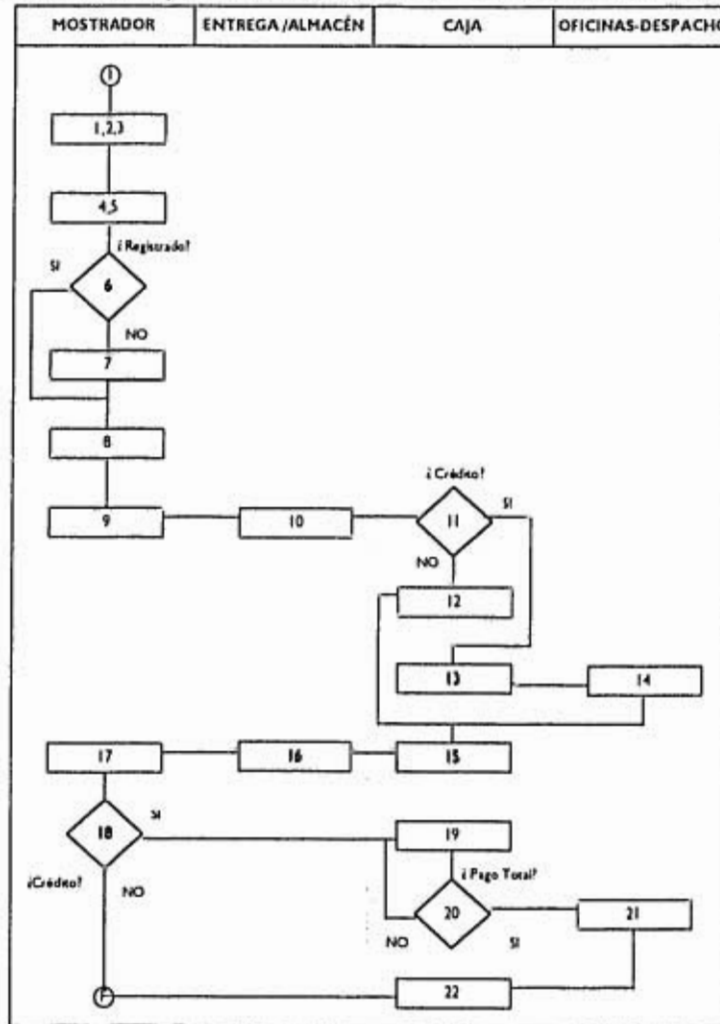 MOSTRADOR ENTREGA/ALMACÉN CAJA OFICINAS-DESPACHO
I
1,2,3
4,5
¿Registrado?
SI
6
NO
7
8
¿Crédito?
9 10 11 SI
NO
12
13 14
17 16 15
18 SI 19
¿Crédito? NO ¿Pago Total?
20 21
NO SI
F 22